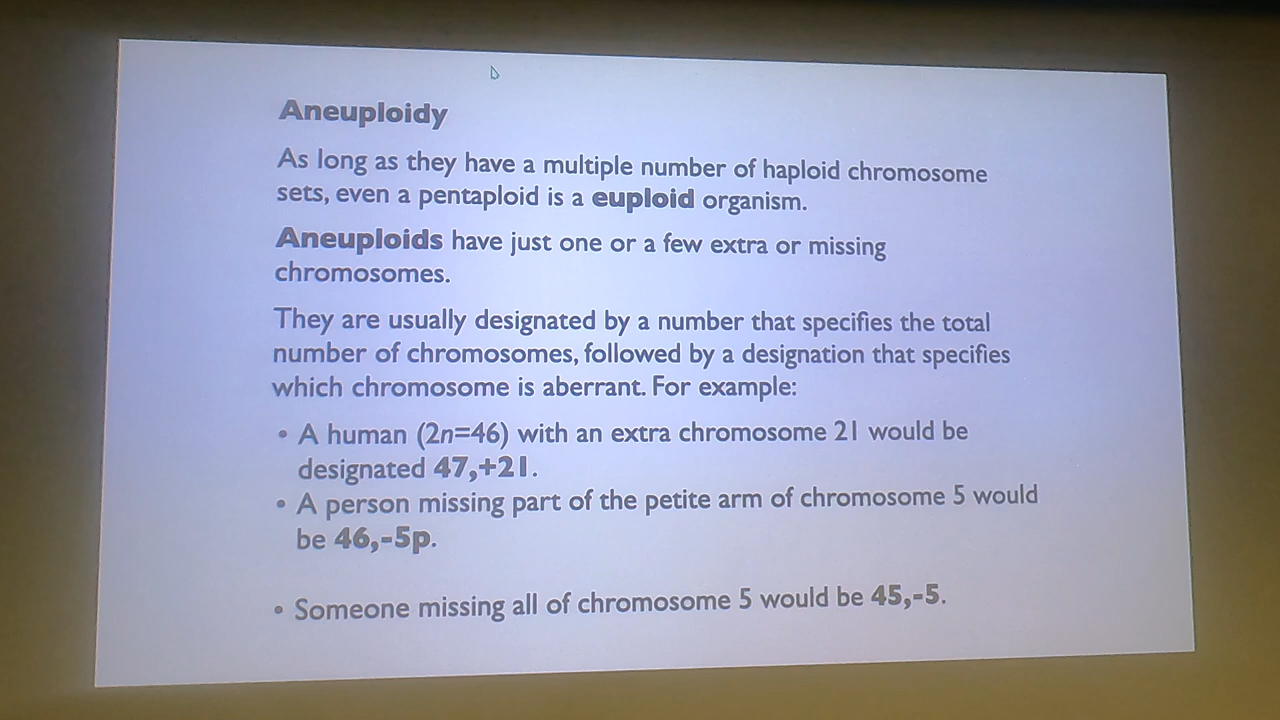 Aneuploidy
As long as they have a multiple number of haploid chromosome
sets, even a pentaploid is a euploid organism.
Aneuploids have just one or a few extra or missing
chromosomes.
They are usually designated by a number that specifies the total
number of chromosomes, followed by a designation that specifies
which chromosome is aberrant. For example:
• A human (2n=46) with an extra chromosome 21 would be
designated 47,+21.
• A person missing part of the petite arm of chromosome 5 would
be 46,-5p.
• Someone missing all of chromosome 5 would be 45,-5.